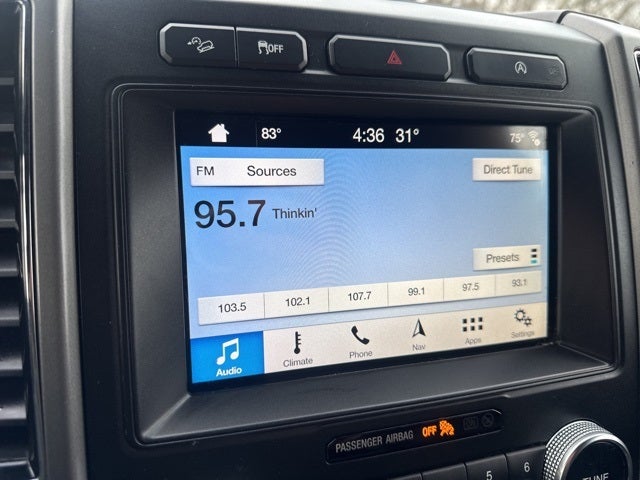 OFF
A
83° 4:36 31° 75°
FM Sources Direct Tune
95.7 Thinkin'
Presets
103.5 102.1 107.7 99.1 97.5 93.1
Audio Climate Phone Nav Apps Settings
PASSENGER AIRBAG OFF 2
5 6 TUNE